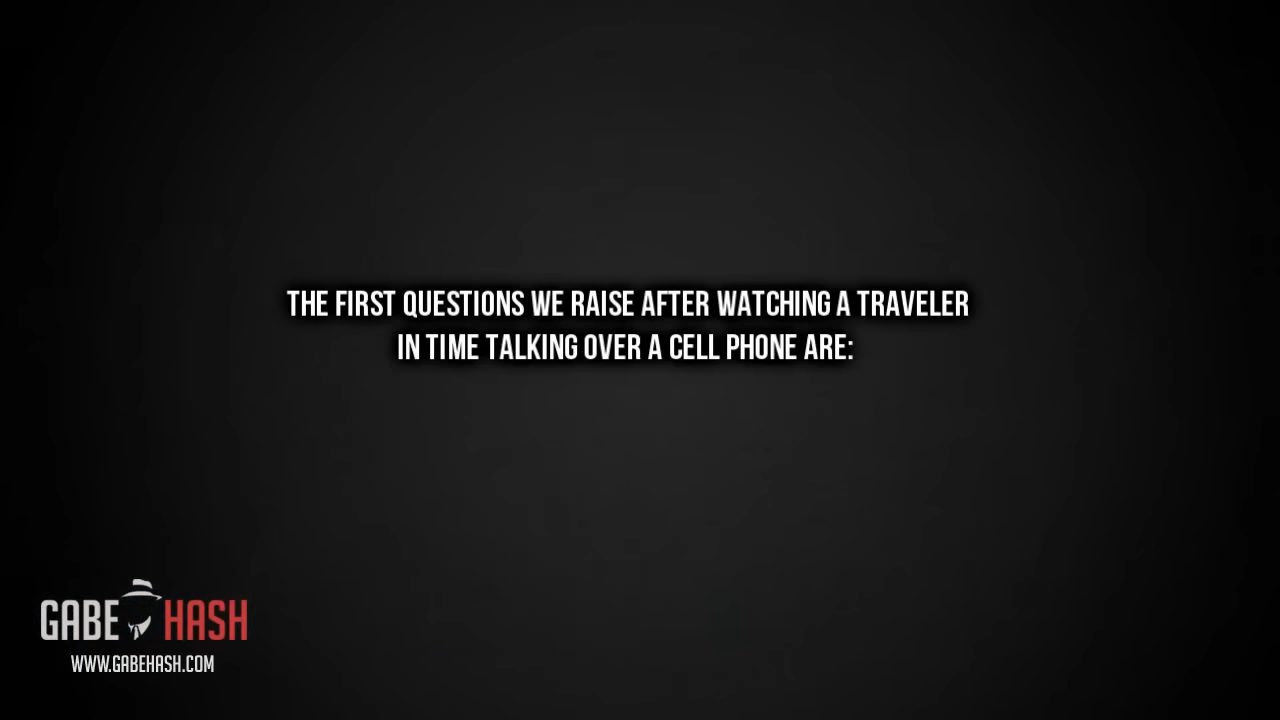 THE FIRST QUESTIONS WE RAISE AFTER WATCHING A TRAVELER
IN TIME TALKING OVER A CELL PHONE ARE:
GABE HASH
WWW.GABEHASH.COM